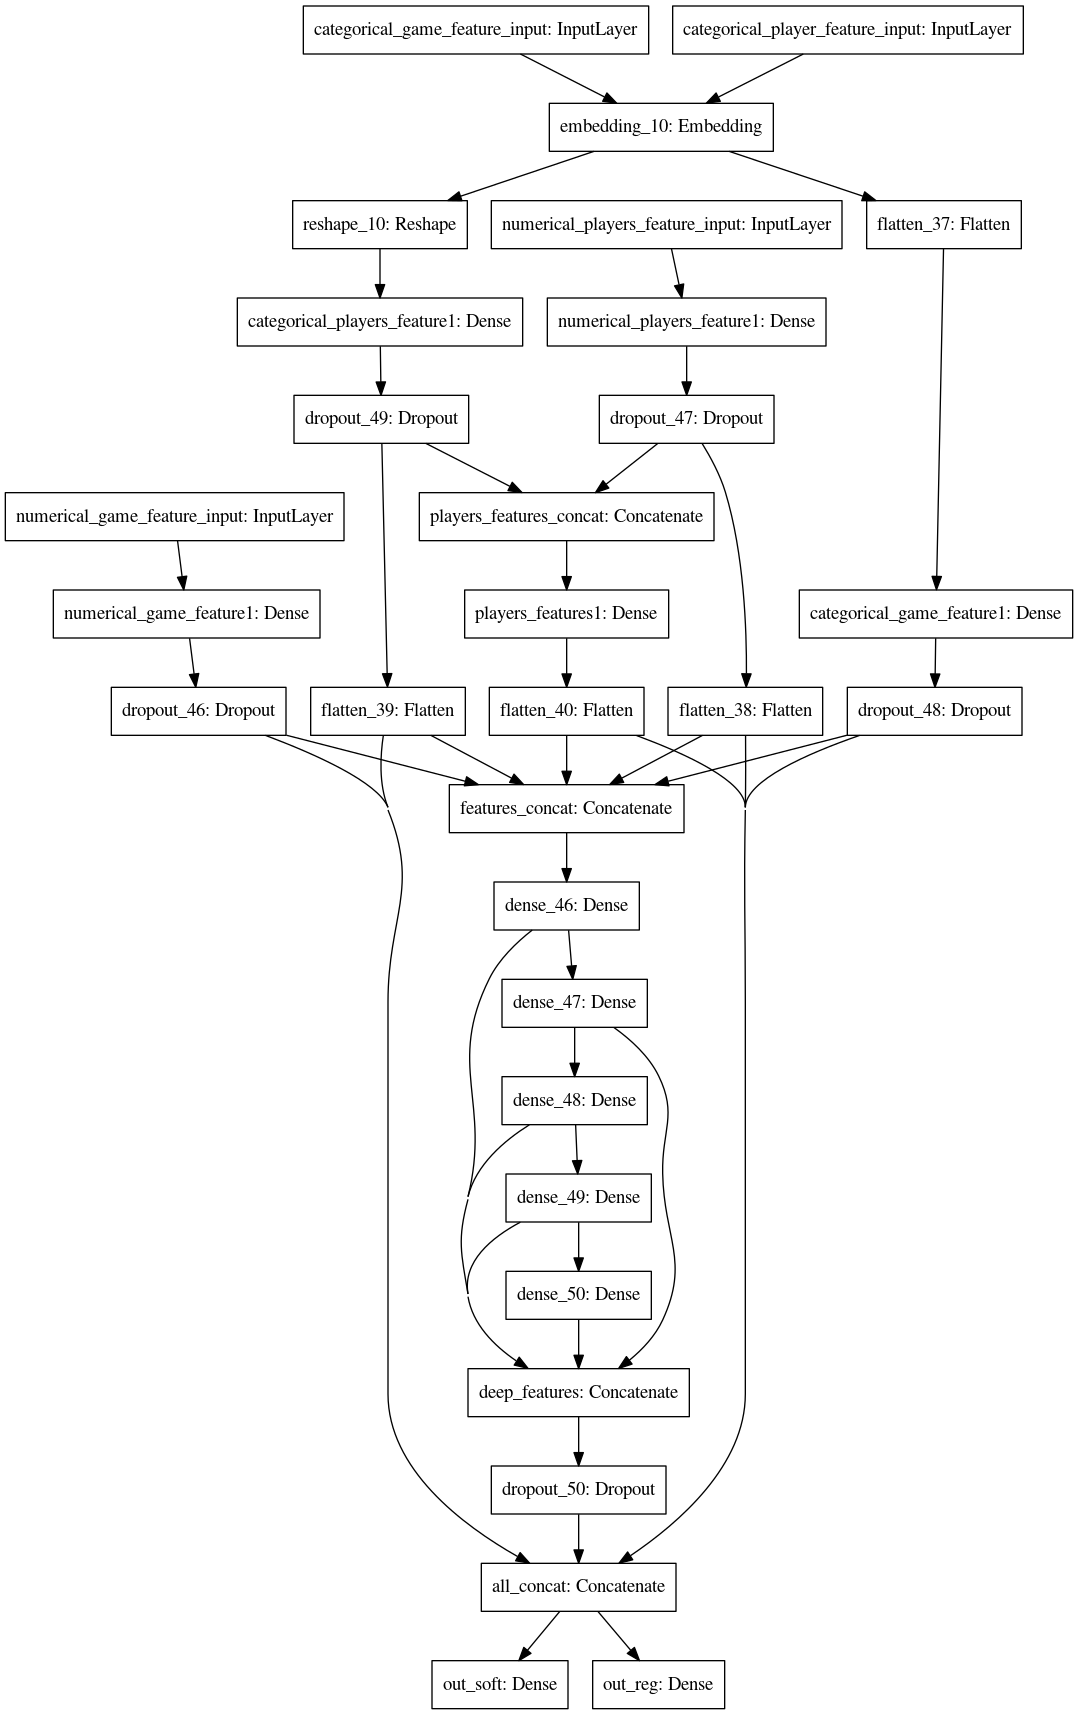 categorical_game_feature_input: InputLayer
categorical_player_feature_input: InputLayer
embedding_10: Embedding
reshape_10: Reshape
numerical_players_feature_input: InputLayer
flatten_37: Flatten
categorical_players_feature1: Dense
numerical_players_feature1: Dense
dropout_49: Dropout
dropout_47: Dropout
numerical_game_feature_input: InputLayer
players_features_concat: Concatenate
numerical_game_feature1: Dense
players_features1: Dense
categorical_game_feature1: Dense
dropout_46: Dropout
flatten_39: Flatten
flatten_40: Flatten
flatten_38: Flatten
dropout_48: Dropout
features_concat: Concatenate
dense_46: Dense
dense_47: Dense
dense_48: Dense
dense_49: Dense
dense_50: Dense
deep_features: Concatenate
dropout_50: Dropout
all_concat: Concatenate
out_soft: Dense
out_reg: Dense